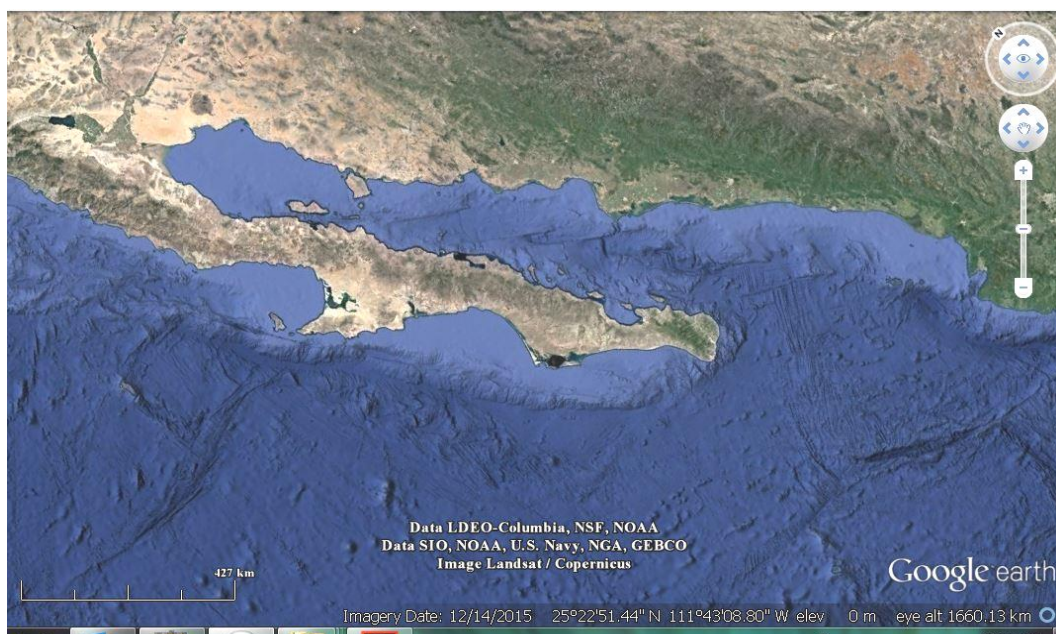 N
Data LDEO-Columbia, NSF, NOAA
Data SIO, NOAA, U.S. Navy, NGA, GEBCO
Image Landsat / Copernicus
427 km
Google earth
Imagery Date: 12/14/2015 25°22'51.44" N 111°43'08.80" W elev 0 m eye alt 1660.13 km